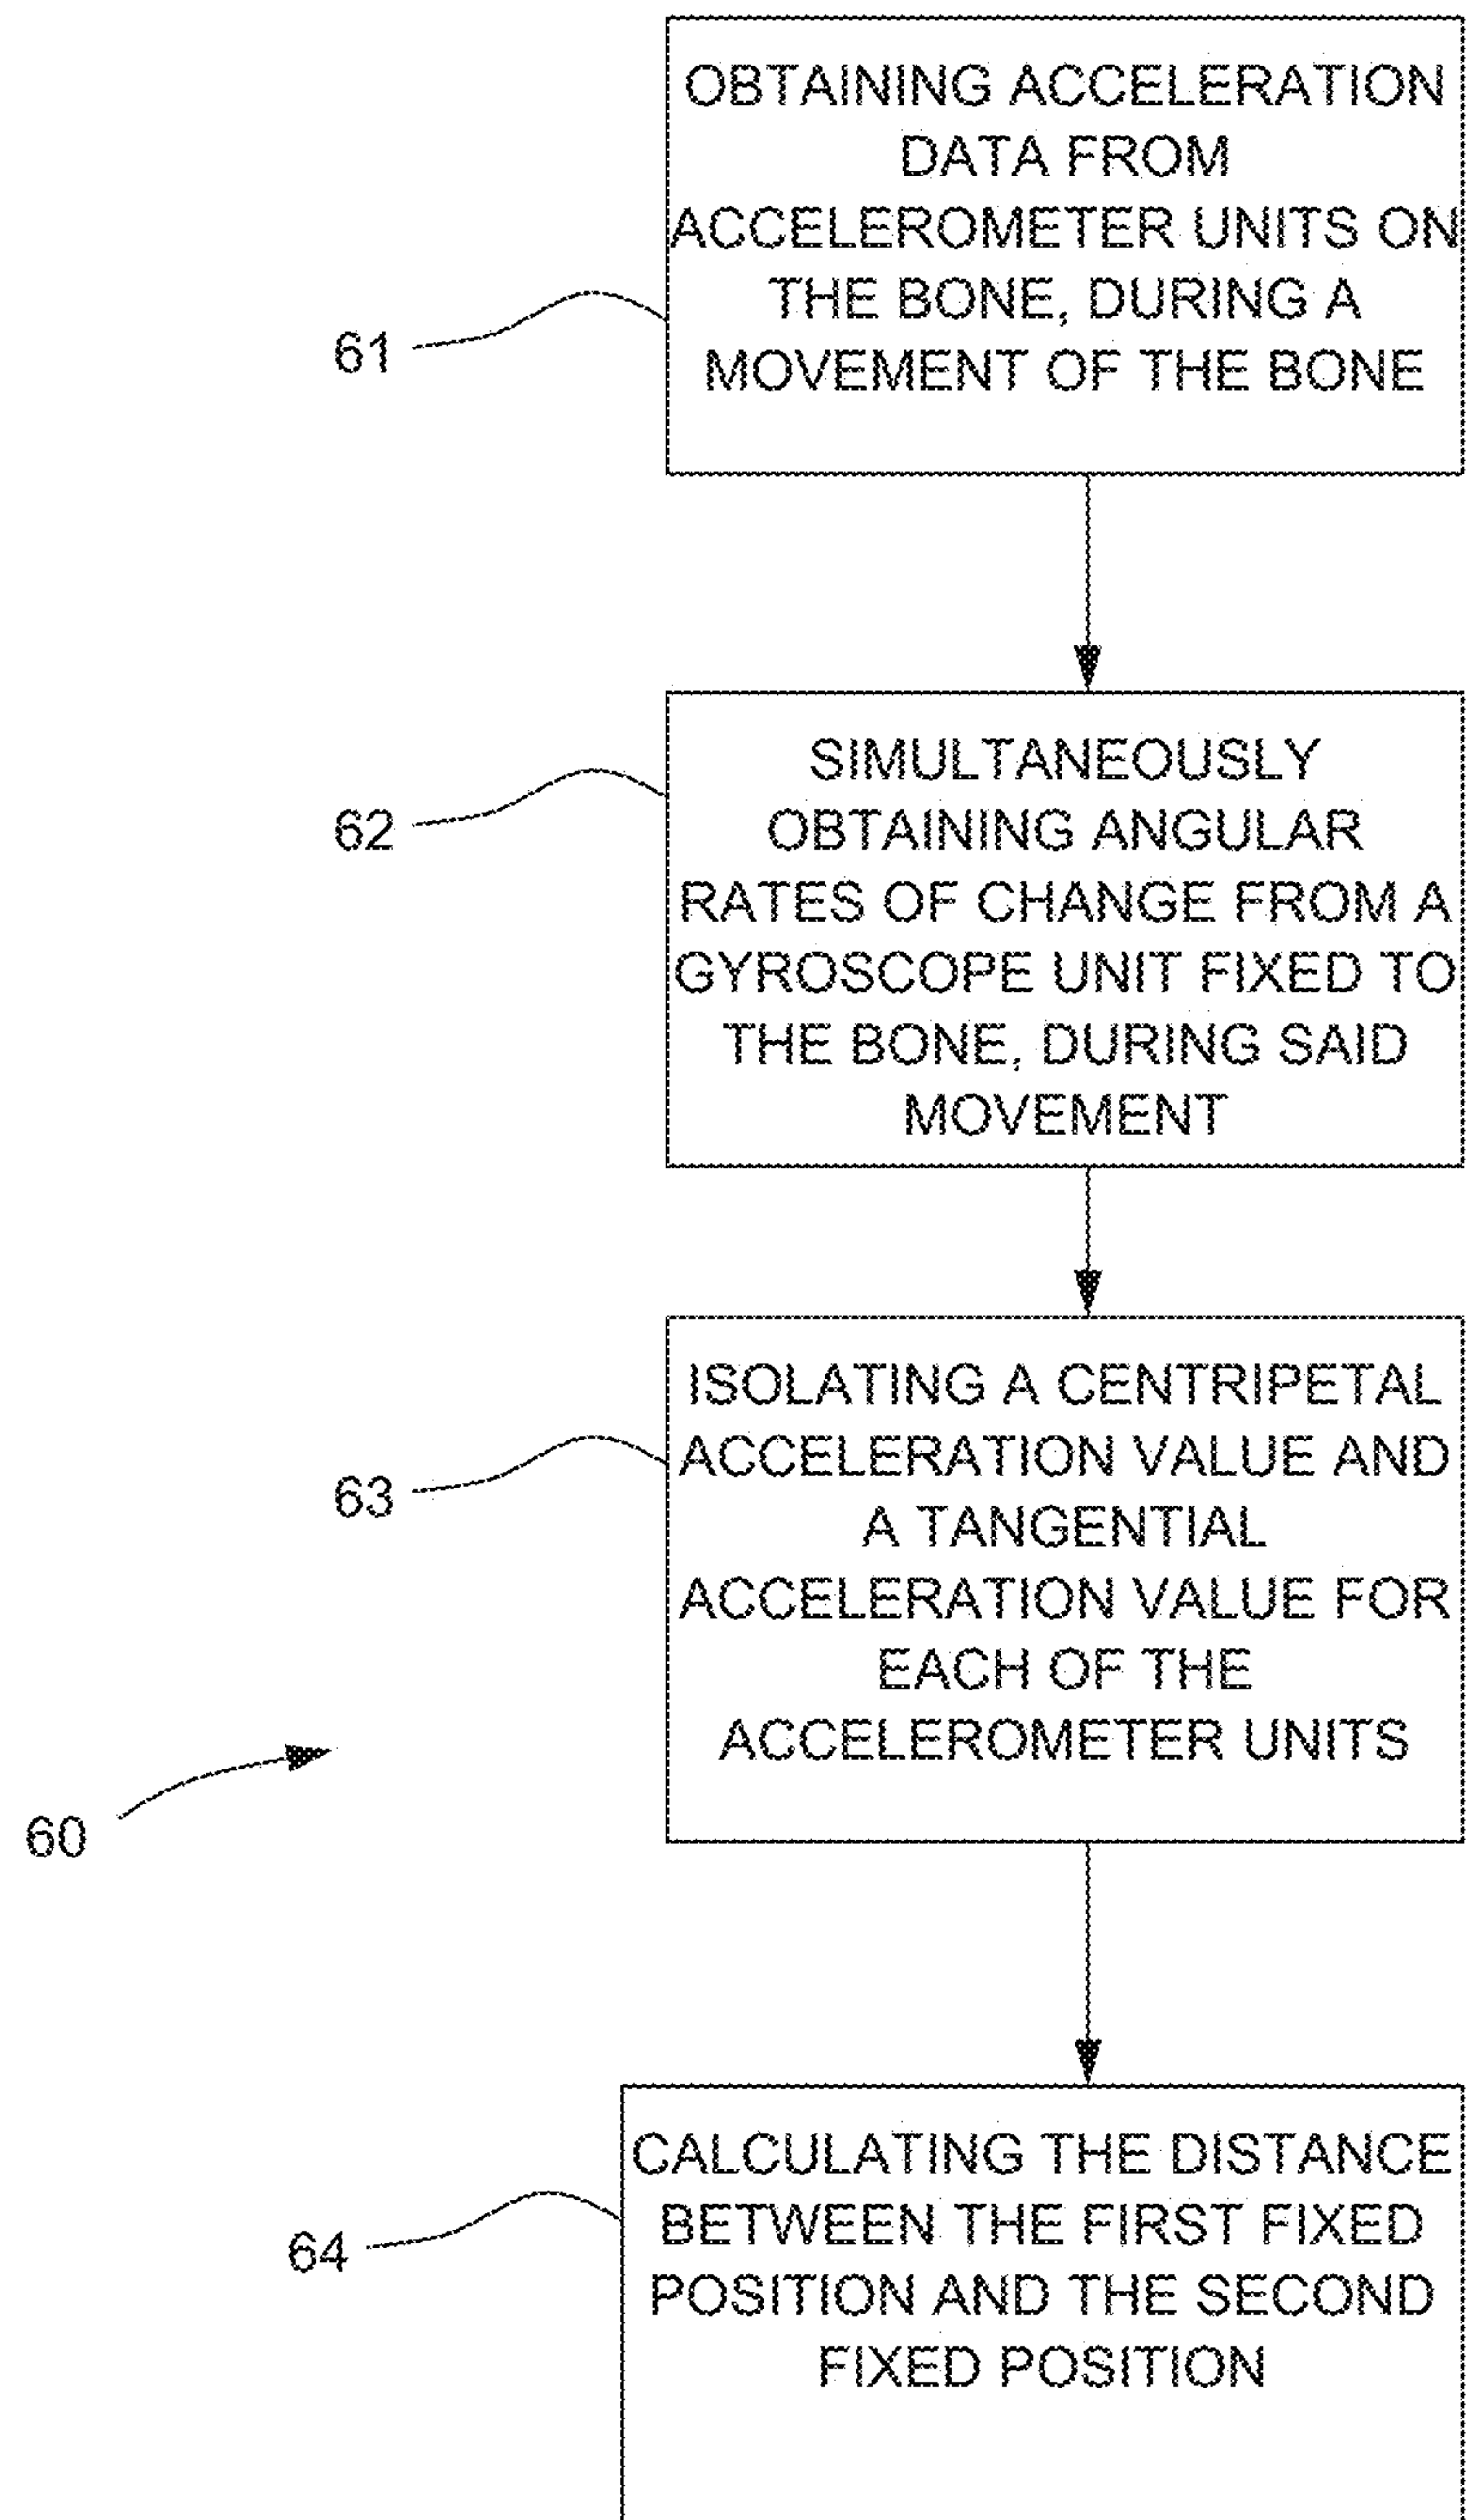 OBTAINING ACCELERATION
DATA FROM
ACCELEROMETER UNITS ON
THE BONE, DURING A
MOVEMENT OF THE BONE
61
SIMULTANEOUSLY
OBTAINING ANGULAR
RATES OF CHANGE FROM A
GYROSCOPE UNIT FIXED TO
THE BONE, DURING SAID
MOVEMENT
62
ISOLATING A CENTRIPETAL
ACCELERATION VALUE AND
A TANGENTIAL
ACCELERATION VALUE FOR
EACH OF THE
ACCELEROMETER UNITS
63
60
CALCULATING THE DISTANCE
BETWEEN THE FIRST FIXED
POSITION AND THE SECOND
FIXED POSITION
64